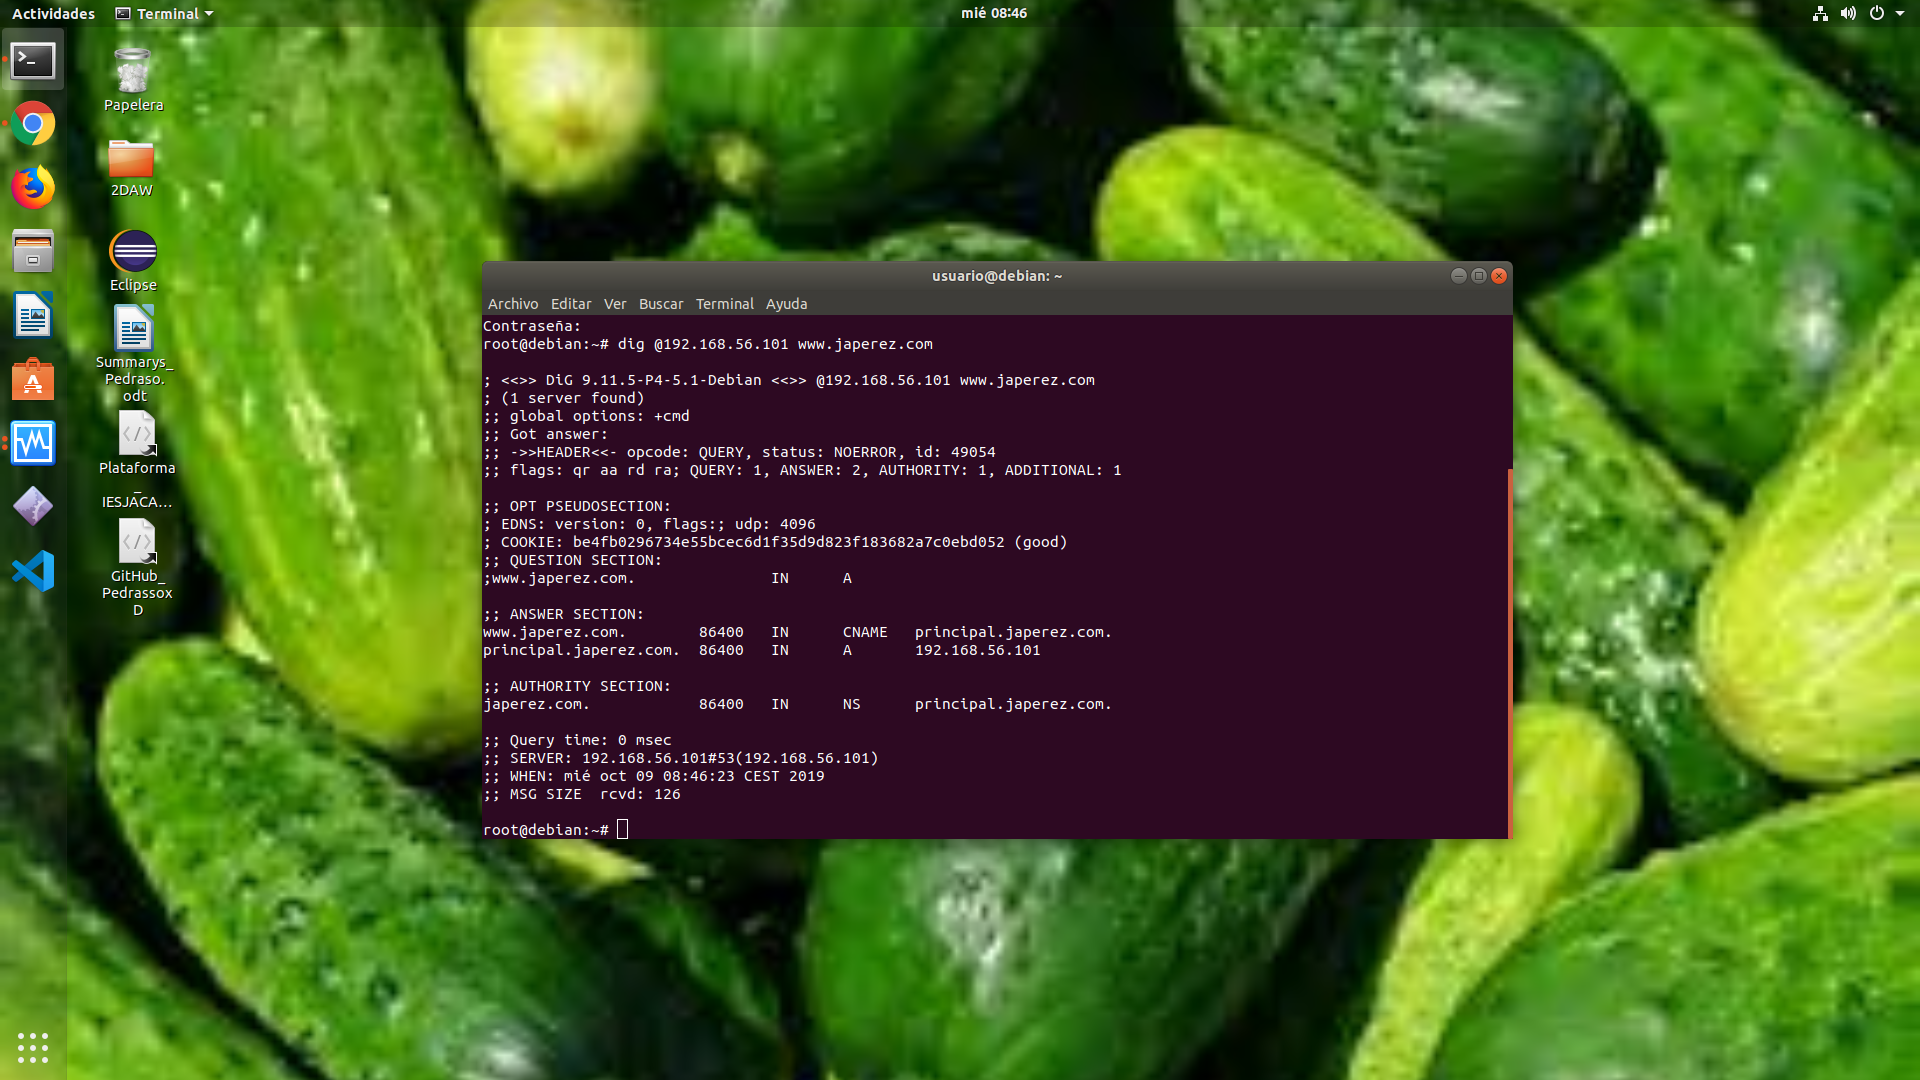 Actividades
Terminal
mié 08:46
Papelera
2DAW
Eclipse
Summarys_
Pedraso.
odt
Plataforma
_
IESJACA...
GitHub_
Pedrassox
D
usuario@debian: ~
Archivo Editar Ver Buscar Terminal Ayuda
Contraseña:
root@debian:~# dig @192.168.56.101 www.japerez.com
; <<>> DiG 9.11.5-P4-5.1-Debian <<>> @192.168.56.101 www.japerez.com
; (1 server found)
;; global options: +cmd
;; Got answer:
;; ->>HEADER<<- opcode: QUERY, status: NOERROR, id: 49054
;; flags: qr aa rd ra; QUERY: 1, ANSWER: 2, AUTHORITY: 1, ADDITIONAL: 1
;; OPT PSEUDOSECTION:
; EDNS: version: 0, flags:; udp: 4096
; COOKIE: be4fb0296734e55bcec6d1f35d9d823f183682a7c0ebd052 (good)
;; QUESTION SECTION:
;www.japerez.com. IN A
;; ANSWER SECTION:
www.japerez.com. 86400 IN CNAME principal.japerez.com.
principal.japerez.com. 86400 IN A 192.168.56.101
;; AUTHORITY SECTION:
japerez.com. 86400 IN NS principal.japerez.com.
;; Query time: 0 msec
;; SERVER: 192.168.56.101#53(192.168.56.101)
;; WHEN: mié oct 09 08:46:23 CEST 2019
;; MSG SIZE  rcvd: 126
root@debian:~#